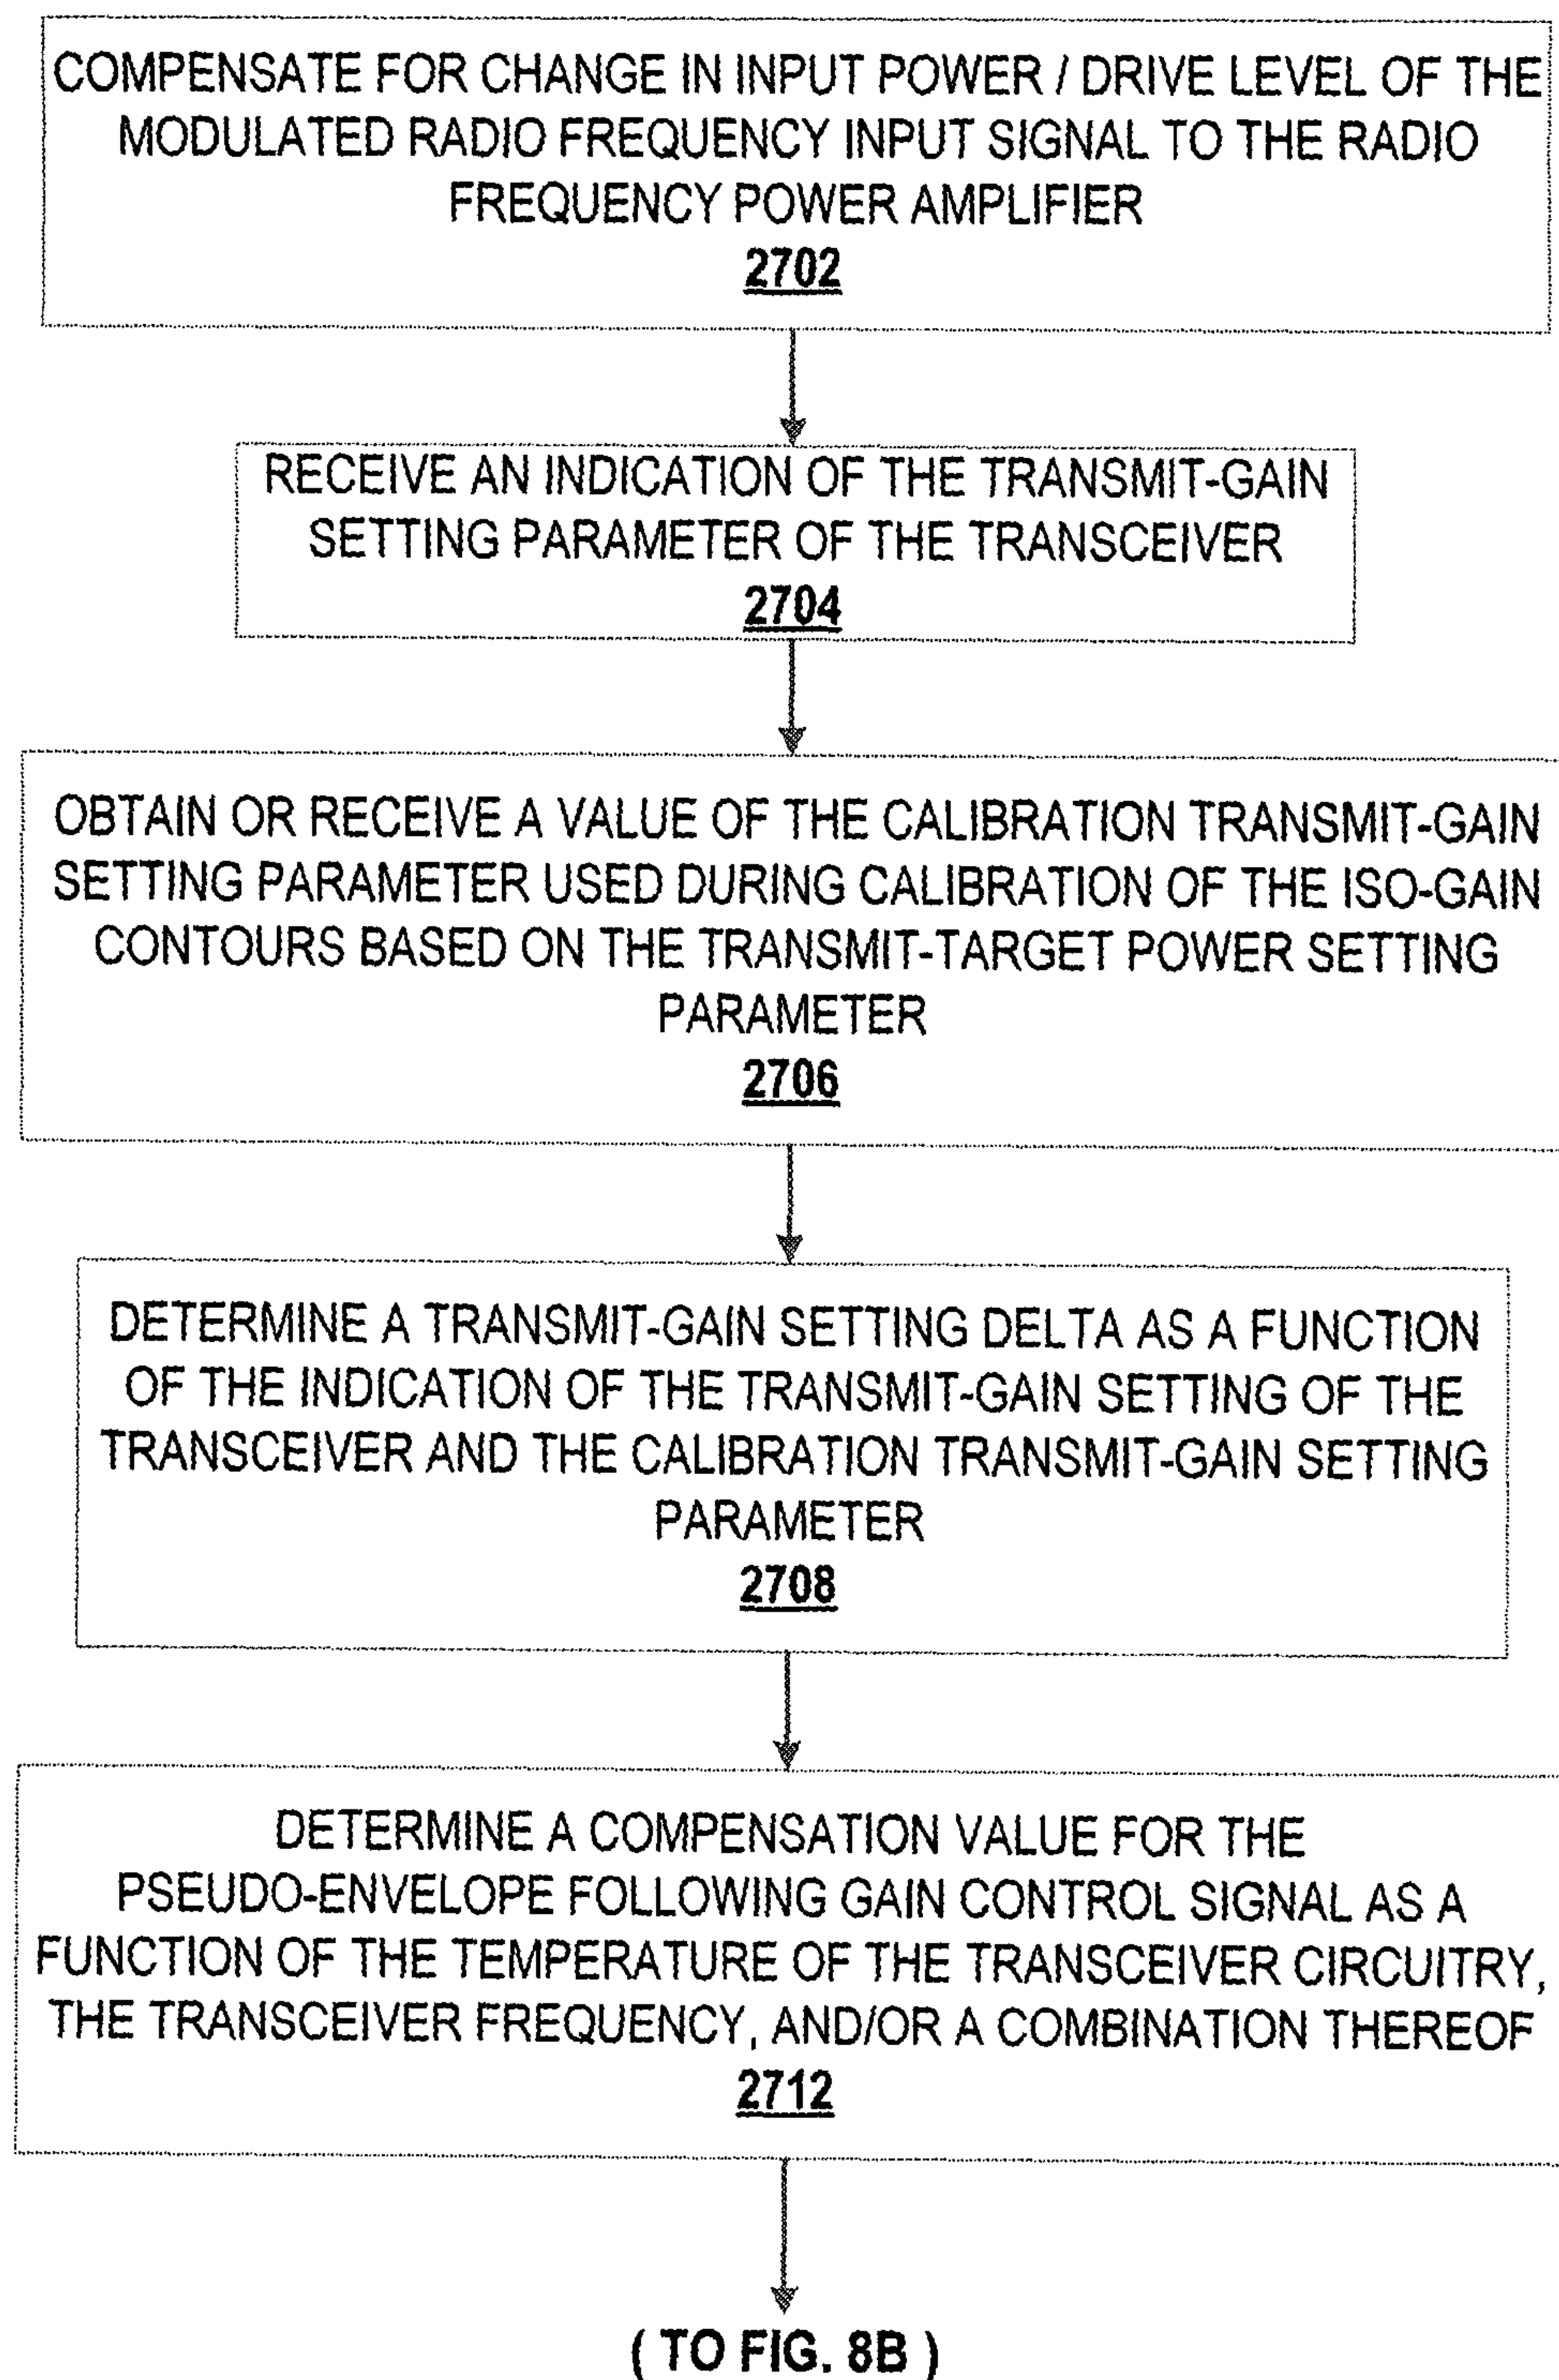 COMPENSATE FOR CHANGE IN INPUT POWER / DRIVE LEVEL OF THE
MODULATED RADIO FREQUENCY INPUT SIGNAL TO THE RADIO
FREQUENCY POWER AMPLIFIER
2702
RECEIVE AN INDICATION OF THE TRANSMIT-GAIN
SETTING PARAMETER OF THE TRANSCEIVER
2704
OBTAIN OR RECEIVE A VALUE OF THE CALIBRATION TRANSMIT-GAIN
SETTING PARAMETER USED DURING CALIBRATION OF THE ISO-GAIN
CONTOURS BASED ON THE TRANSMIT-TARGET POWER SETTING
PARAMETER
2706
DETERMINE A TRANSMIT-GAIN SETTING DELTA AS A FUNCTION
OF THE INDICATION OF THE TRANSMIT-GAIN SETTING OF THE
TRANSCEIVER AND THE CALIBRATION TRANSMIT-GAIN SETTING
PARAMETER
2708
DETERMINE A COMPENSATION VALUE FOR THE
PSEUDO-ENVELOPE FOLLOWING GAIN CONTROL SIGNAL AS A
FUNCTION OF THE TEMPERATURE OF THE TRANSCEIVER CIRCUITRY,
THE TRANSCEIVER FREQUENCY, AND/OR A COMBINATION THEREOF
2712
( TO FIG. 8B )